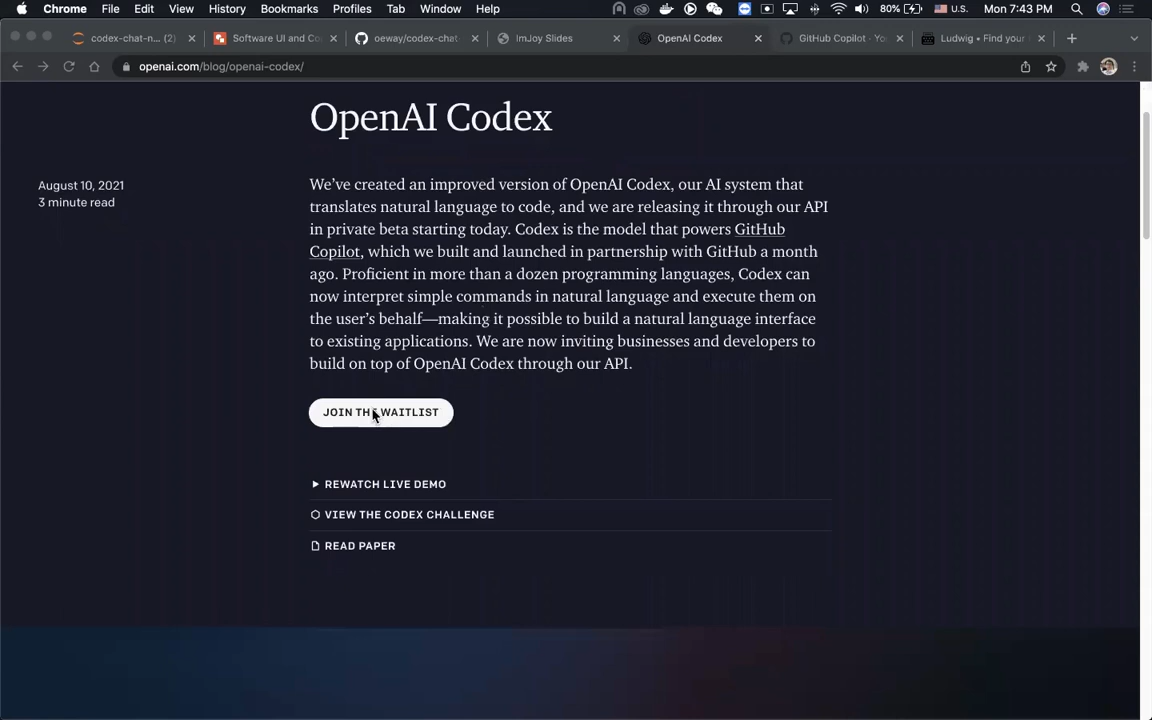 Chrome File Edit View History Bookmarks Profiles Tab Window Help 80% U.S. Mon 7:43 PM
codex-chat-n... (2) Software UI and Co oeway/codex-chat- ImJoy Slides OpenAI Codex GitHub Copilot · Yo Ludwig • Find your
openai.com/blog/openai-codex/
OpenAI Codex
August 10, 2021
3 minute read
We’ve created an improved version of OpenAI Codex, our AI system that
translates natural language to code, and we are releasing it through our API
in private beta starting today. Codex is the model that powers GitHub
Copilot, which we built and launched in partnership with GitHub a month
ago. Proficient in more than a dozen programming languages, Codex can
now interpret simple commands in natural language and execute them on
the user’s behalf—making it possible to build a natural language interface
to existing applications. We are now inviting businesses and developers to
build on top of OpenAI Codex through our API.
JOIN THE WAITLIST
REWATCH LIVE DEMO
VIEW THE CODEX CHALLENGE
READ PAPER